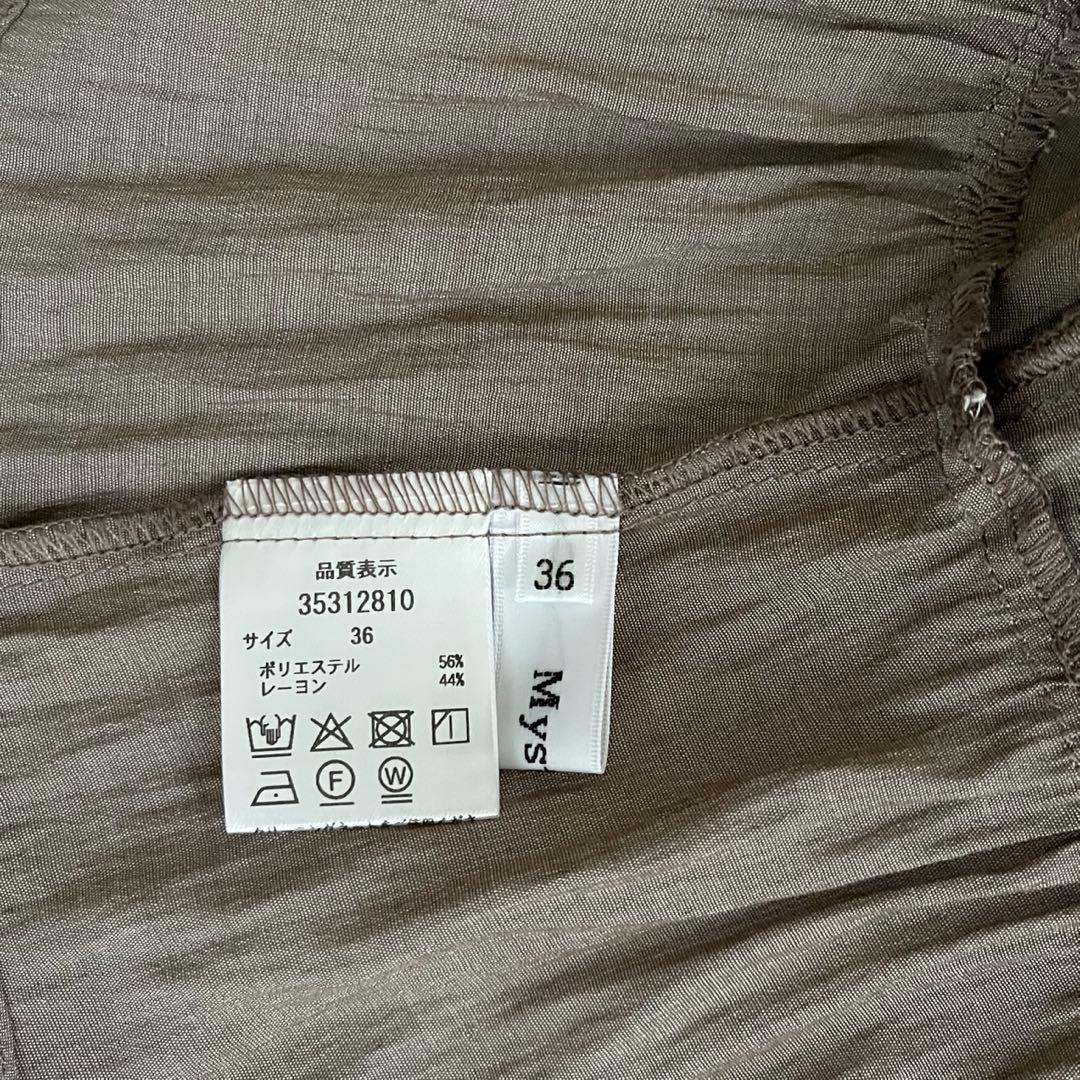 品質表示
35312810
サイズ 36
ポリエステル 56%
レーヨン 44%
F W
36
Mys